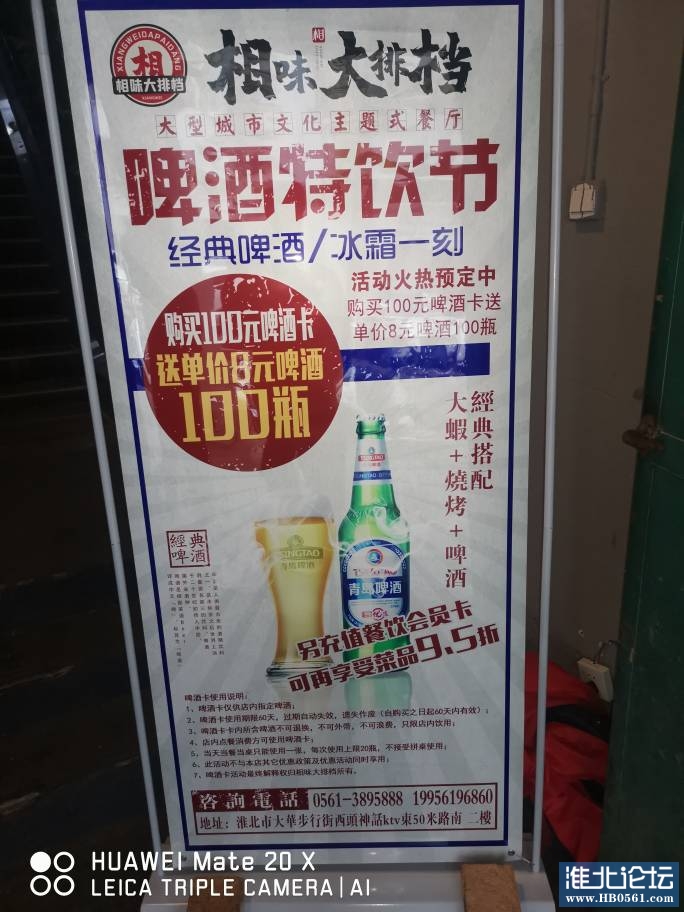 XIANGWEIDAPAIDANG
相
相味大排档
XIANGWEI
相味大排档
相
大型城市文化主题式餐厅
啤酒特饮节
经典啤酒/冰霜一刻
活动火热预定中
购买100元啤酒卡送
单价8元啤酒100瓶
购买100元啤酒卡
送单价8元啤酒
100瓶
經典搭配
大蝦+燒烤+啤酒
TSINGTAO
青島啤酒
青島啤酒
經典
啤酒
另充值餐饮会员卡
可再享受菜品9.5折
啤酒卡使用说明：
1、啤酒卡仅供店内指定啤酒；
2、啤酒卡使用期限60天，过期自动失效，遗失作废（自购买之日起60天内有效）；
3、啤酒卡卡内所含啤酒不可退换，不可外带，不可浪费，只限店内饮用；
4、店内点餐消费方可使用啤酒卡；
5、当天当餐当桌只能使用一张，每次使用上限20瓶，不接受拼桌使用；
6、此活动不与本店其它优惠政策及优惠活动同时享用；
7、啤酒卡活动最终解释权归相味大排档所有。
咨詢電話 0561-3895888 19956196860
地址：淮北市大華步行街西頭神話ktv東50米路南 二樓
HUAWEI Mate 20 X
LEICA TRIPLE CAMERA | AI
淮北论坛
www.HB0561.com